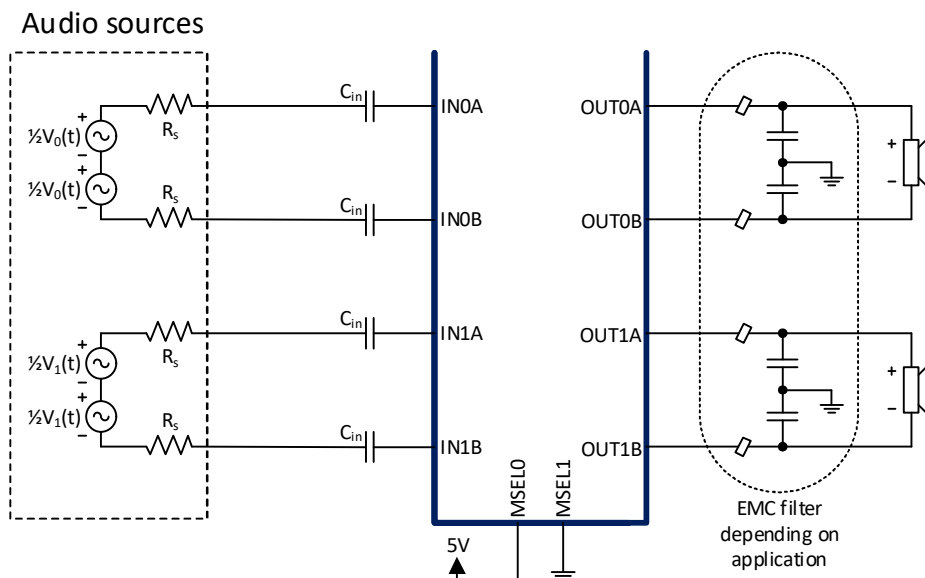 Audio sources
+
½V₀(t)
−
+
½V₀(t)
−
Rₛ
Rₛ
Cᵢₙ
Cᵢₙ
IN0A
IN0B
OUT0A
OUT0B
+
−
+
½V₁(t)
−
+
½V₁(t)
−
Rₛ
Rₛ
Cᵢₙ
Cᵢₙ
IN1A
IN1B
OUT1A
OUT1B
+
−
MSEL0
MSEL1
5V
EMC filter
depending on
application